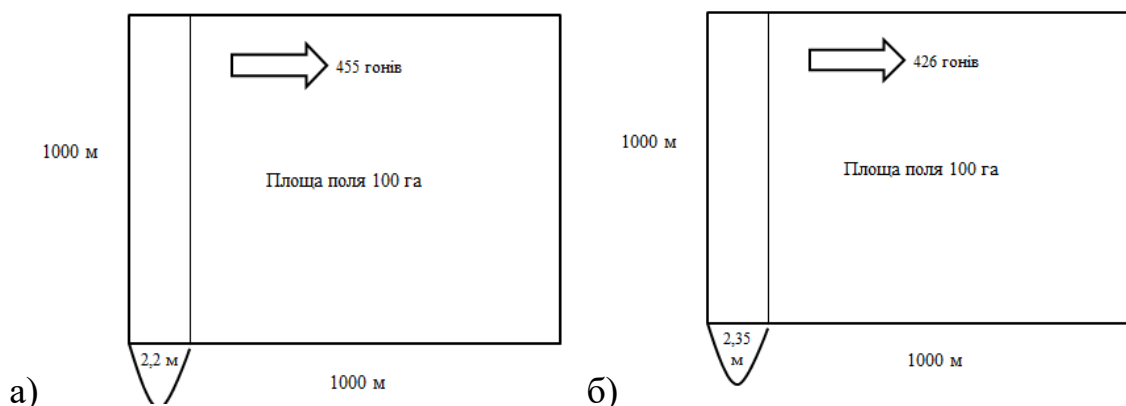 455 гонів
1000 м
Площа поля 100 га
2,2 м
1000 м
а)
426 гонів
1000 м
Площа поля 100 га
2,35
м
1000 м
б)